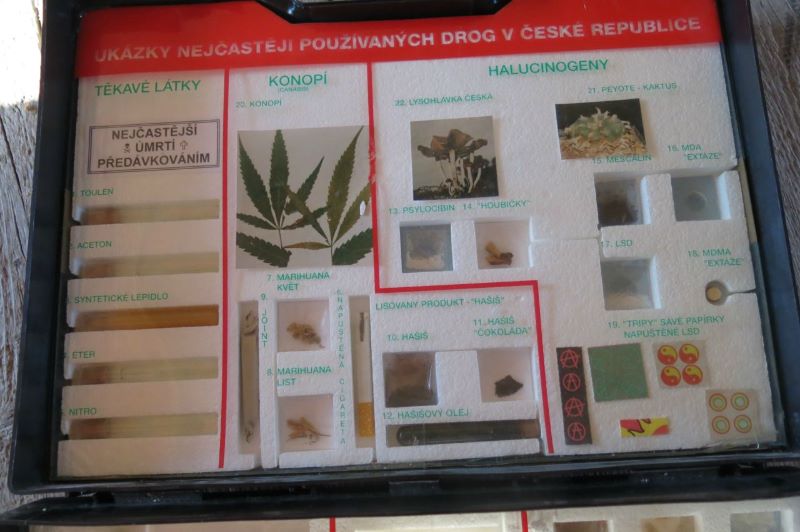 UKÁZKY NEJČASTĚJI POUŽÍVANÝCH DROG V ČESKÉ REPUBLICE
TĚKAVÉ LÁTKY
NEJČASTĚJŠÍ
☠ ÚMRTÍ ✞
PŘEDÁVKOVÁNÍM
TOULEN
ACETON
SYNTETICKÉ LEPIDLO
ÉTER
NITRO
KONOPÍ
(CANABIS)
20. KONOPÍ
7. MARIHUANA
KVĚT
9. JOINT
8. MARIHUANA
LIST
6. NAPUŠTĚNÁ CIGARETA
HALUCINOGENY
22. LYSOHLÁVKA ČESKÁ
21. PEYOTE - KAKTUS
13. PSYLOCIBIN
14. "HOUBIČKY"
15. MESCALIN
16. MDA
"EXTAZE"
17. LSD
MDMA
"EXTAZE"
19. "TRIPY" SAVÉ PAPÍRKY
NAPUŠTĚNÉ LSD
LISOVANÝ PRODUKT - "HAŠIŠ"
10. HAŠIŠ
11. HAŠIŠ
"ČOKOLÁDA"
12. HAŠIŠOVÝ OLEJ